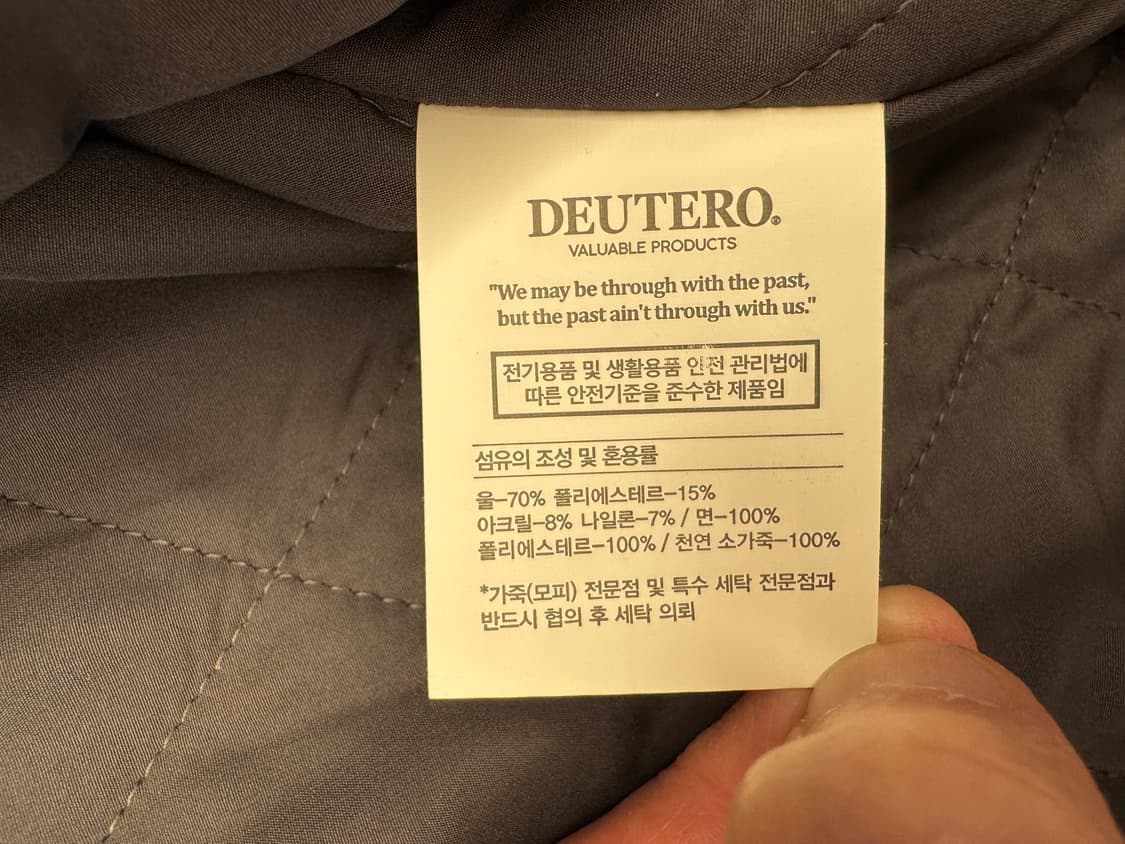 DEUTERO.®
VALUABLE PRODUCTS
"We may be through with the past,
but the past ain't through with us."
전기용품 및 생활용품 안전 관리법에
따른 안전기준을 준수한 제품임
섬유의 조성 및 혼용률
울-70% 폴리에스테르-15%
아크릴-8% 나일론-7% / 면-100%
폴리에스테르-100% / 천연 소가죽-100%
*가죽(모피) 전문점 및 특수 세탁 전문점과
반드시 협의 후 세탁 의뢰